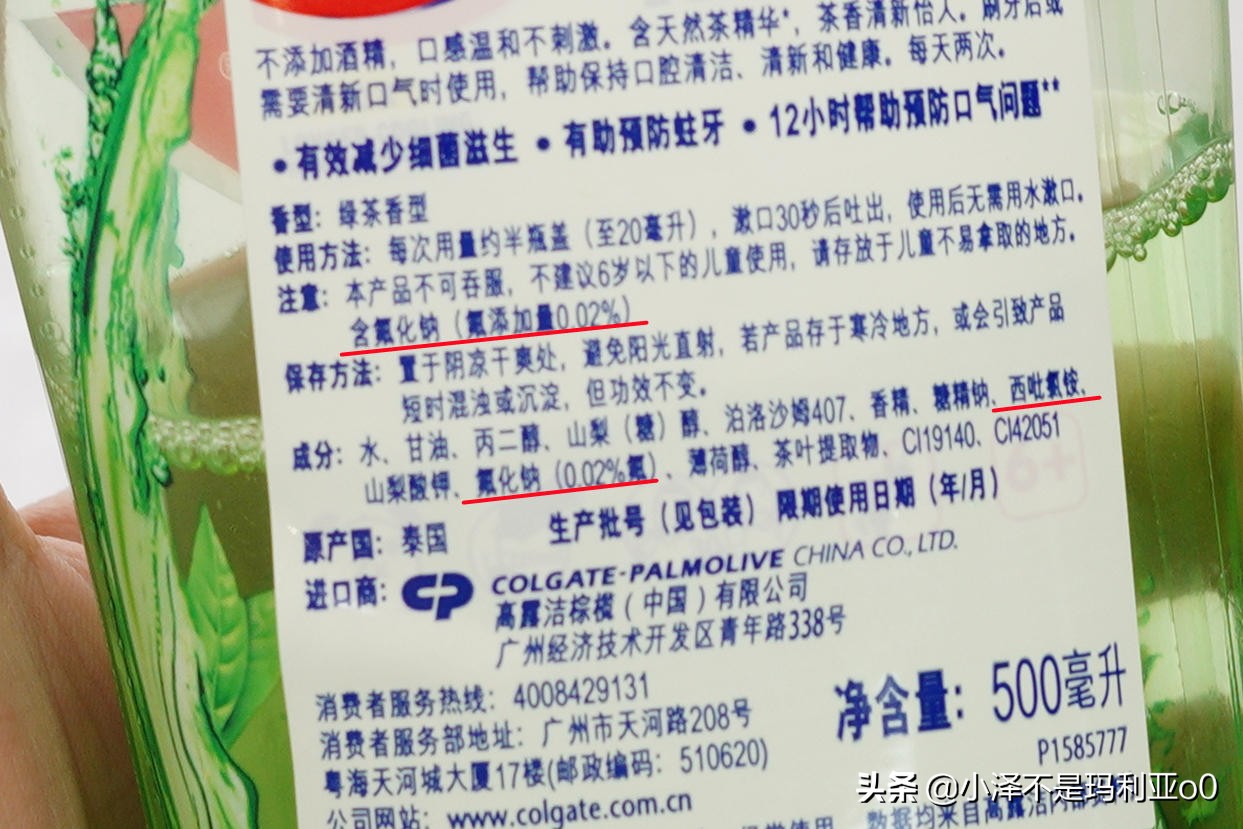 不添加酒精，口感温和不刺激。含天然茶精华*，茶香清新怡人。刷牙后或
需要清新口气时使用，帮助保持口腔清洁、清新和健康。每天两次。
• 有效减少细菌滋生 • 有助预防蛀牙 • 12小时帮助预防口气问题**
香型：绿茶香型
使用方法：每次用量约半瓶盖（至20毫升），漱口30秒后吐出，使用后无需用水漱口。
注意：本产品不可吞服，不建议6岁以下的儿童使用，请存放于儿童不易拿取的地方。
含氟化钠（氟添加量0.02%）
保存方法：置于阴凉干爽处，避免阳光直射，若产品存于寒冷地方，或会引致产品
短时混浊或沉淀，但功效不变。
成分：水、甘油、丙二醇、山梨（糖）醇、泊洛沙姆407、香精、糖精钠、西吡氯铵、
山梨酸钾、氟化钠（0.02%氟）、薄荷醇、茶叶提取物、CI19140、CI42051
生产批号（见包装） 限期使用日期（年/月）
原产国：泰国
进口商：CP COLGATE-PALMOLIVE CHINA CO., LTD.
高露洁棕榄（中国）有限公司
广州经济技术开发区青年路338号
消费者服务热线：4008429131
消费者服务部地址：广州市天河路208号
粤海天河城大厦17楼(邮政编码：510620)
公司网站：www.colgate.com.cn
净含量：500毫升
P1585777
6+
数据均来自高露洁
头条 @小泽不是玛利亚o0